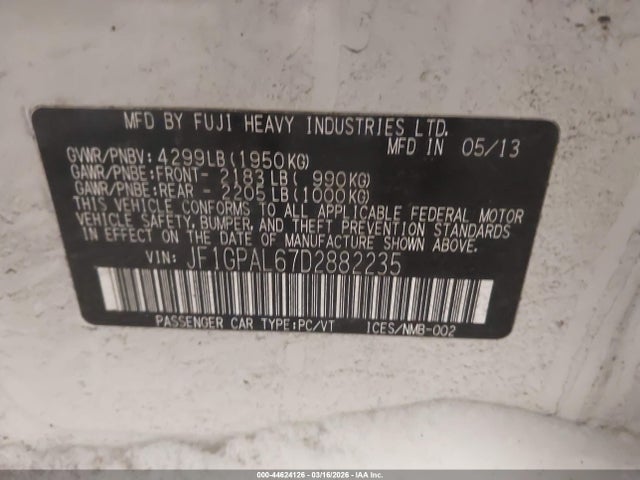 MFD BY FUJI HEAVY INDUSTRIES LTD.
MFD IN 05/13
GVWR/PNBV: 4299LB(1950KG)
GAWR/PNBE:FRONT- 2183LB( 990KG)
GAWR/PNBE:REAR - 2205LB(1000KG)
THIS VEHICLE CONFORMS TO ALL APPLICABLE FEDERAL MOTOR
VEHICLE SAFETY, BUMPER, AND THEFT PREVENTION STANDARDS
IN EFFECT ON THE DATE OF MANUFACTURE SHOWN ABOVE.
VIN: JF1GPAL67D2882235
PASSENGER CAR TYPE:PC/VT ICES/NMB-002
000-44624126 - 03/16/2026 - IAA Inc.